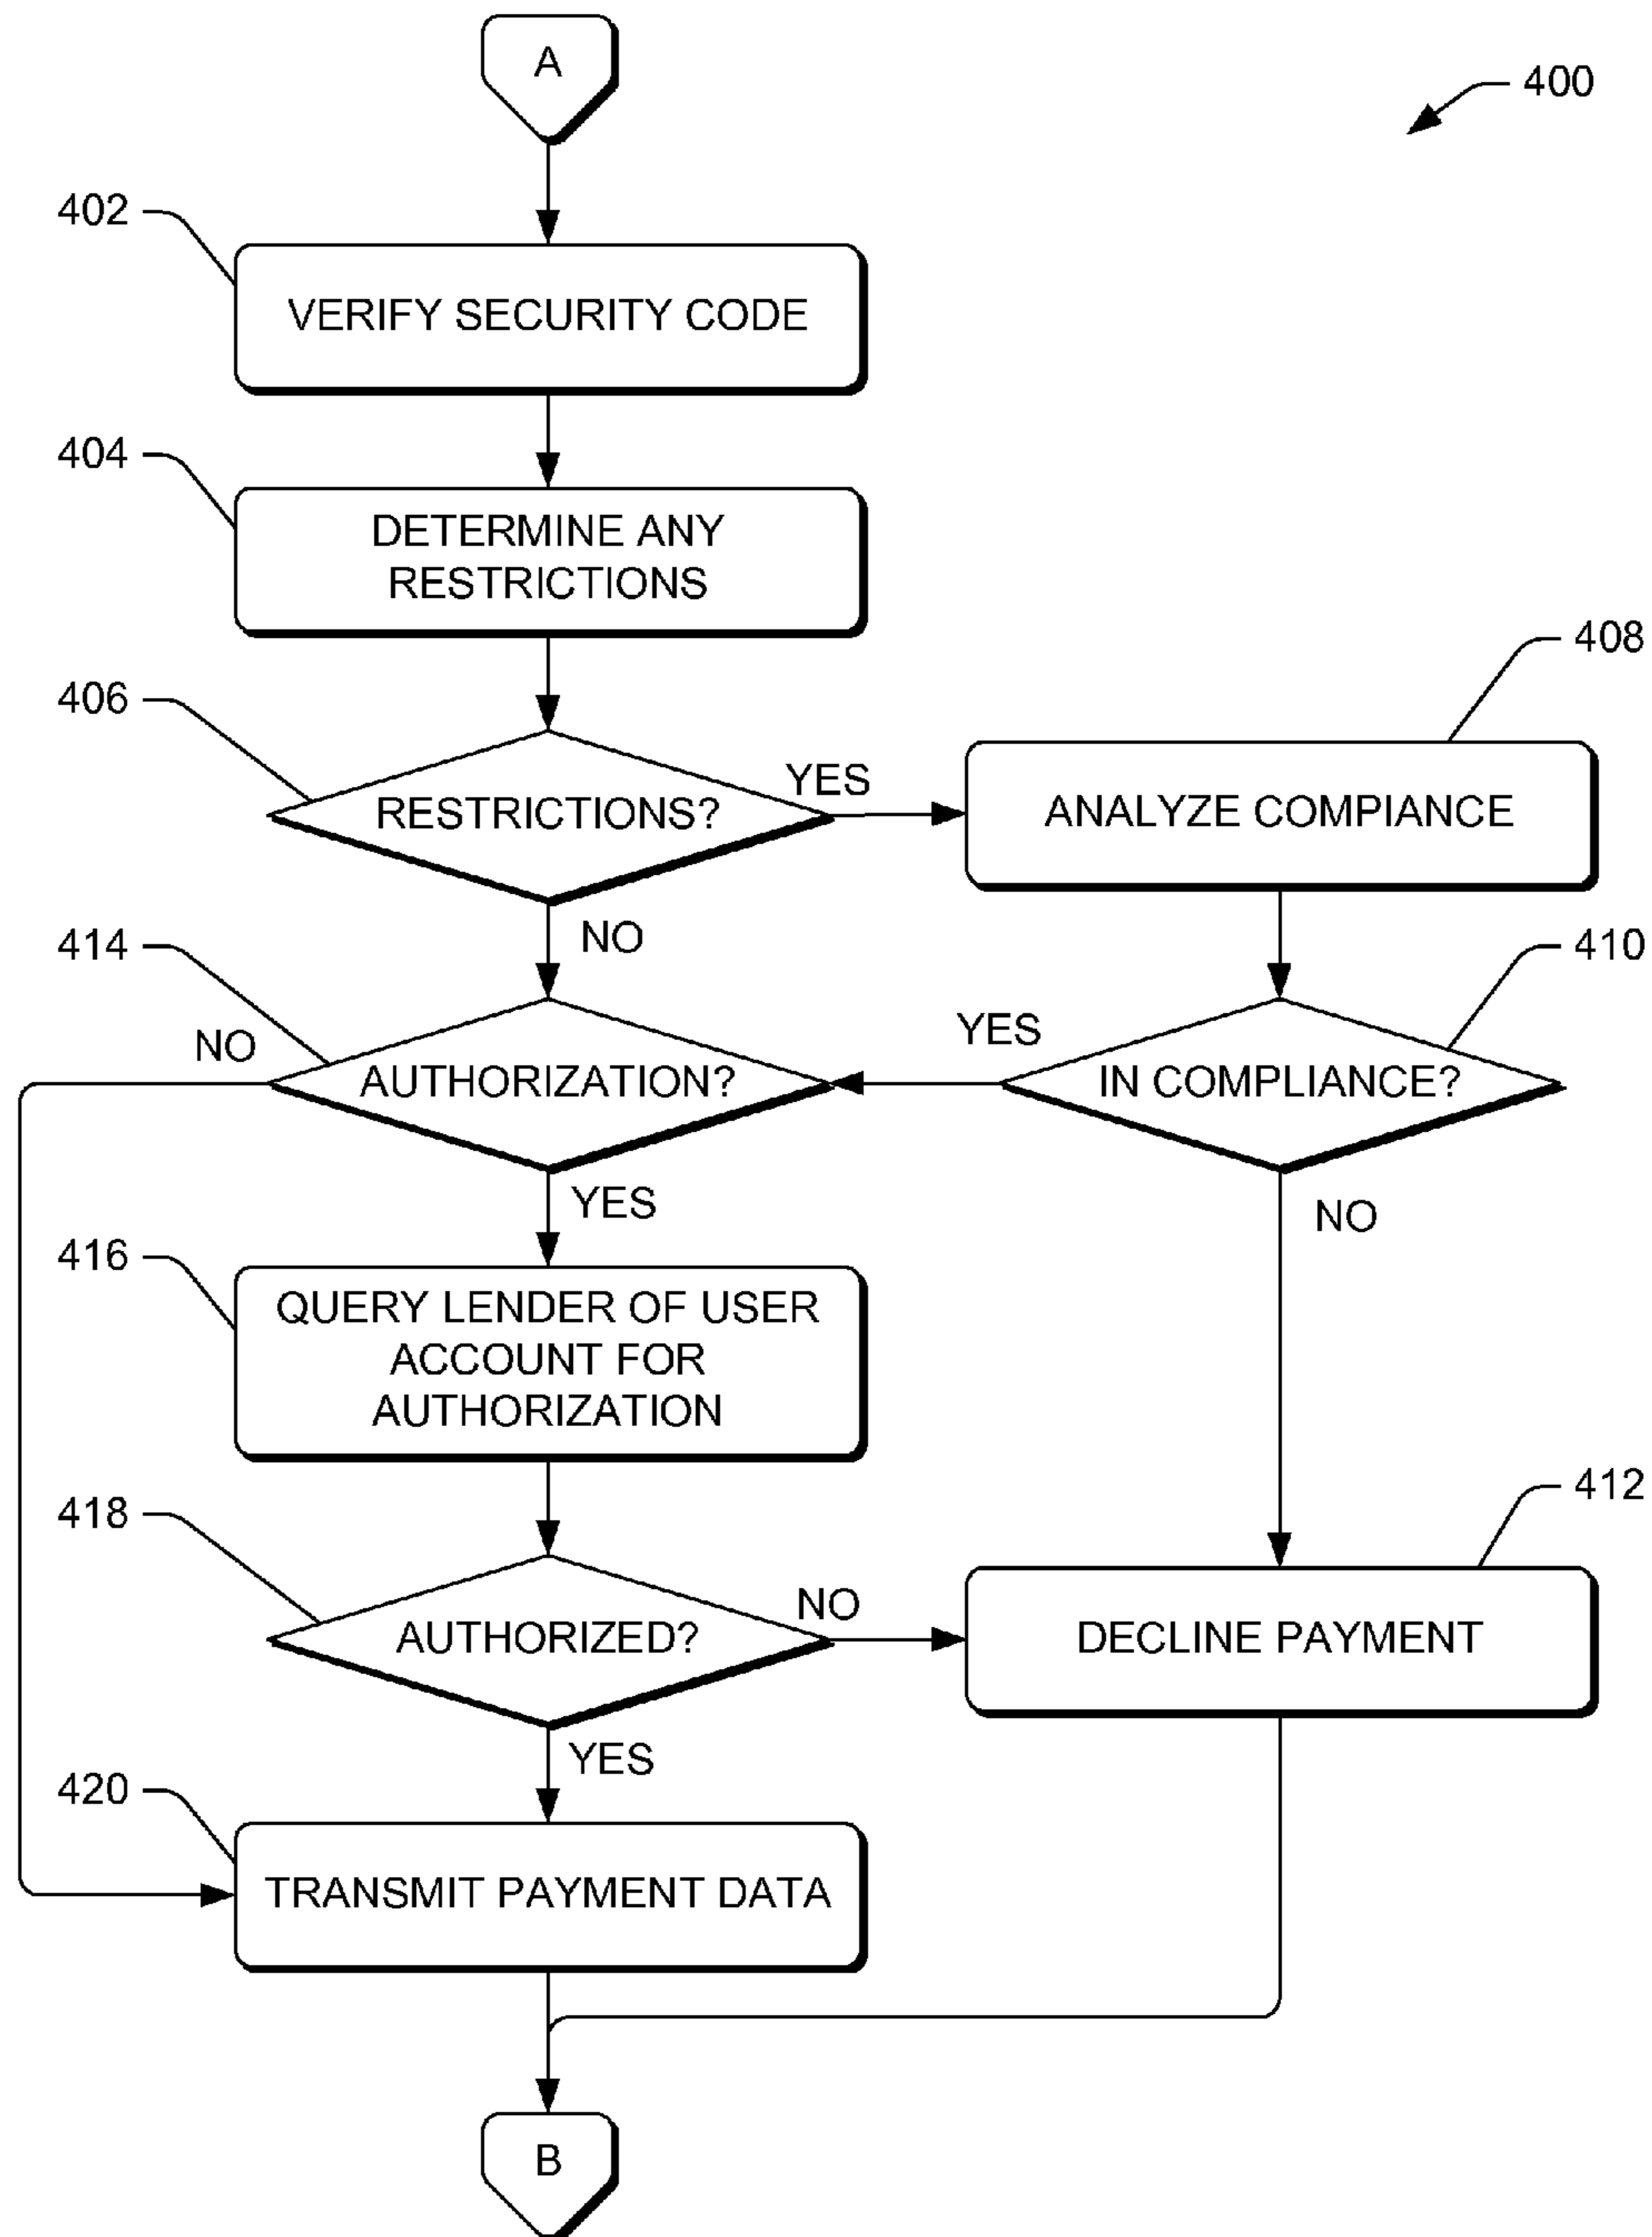 A
400
402
VERIFY SECURITY CODE
404
DETERMINE ANY
RESTRICTIONS
406
RESTRICTIONS?
YES
408
ANALYZE COMPIANCE
NO
414
NO
AUTHORIZATION?
YES
410
IN COMPLIANCE?
YES
NO
416
QUERY LENDER OF USER
ACCOUNT FOR
AUTHORIZATION
418
AUTHORIZED?
NO
412
DECLINE PAYMENT
YES
420
TRANSMIT PAYMENT DATA
B